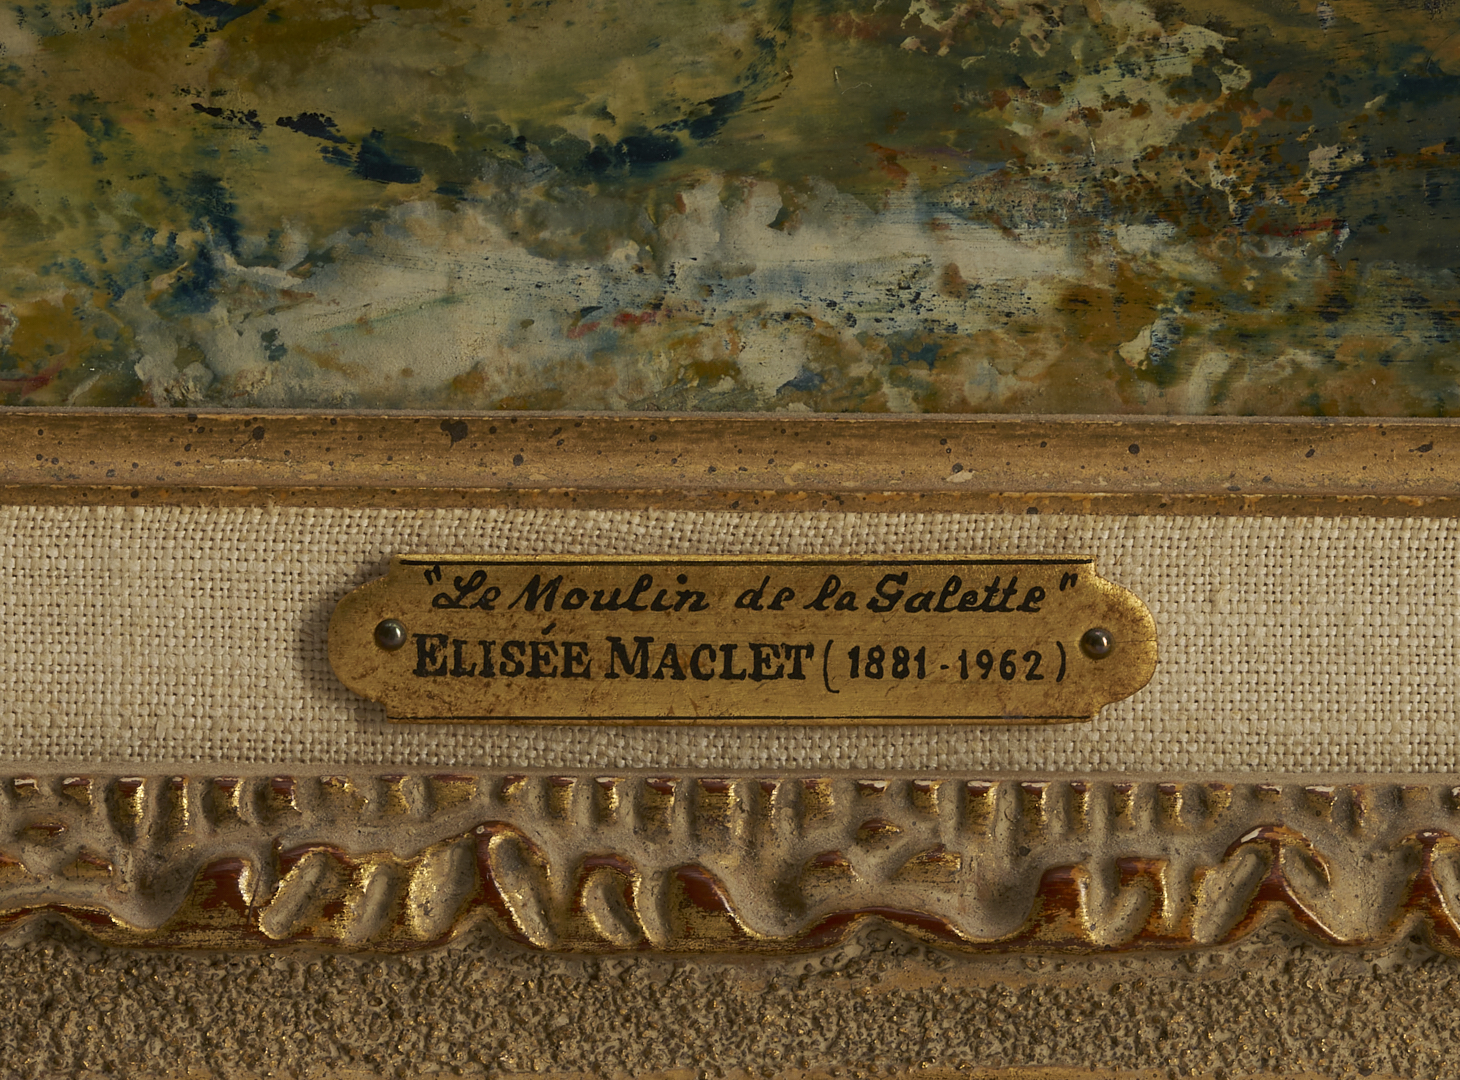 "Le Moulin de la Galette"
ELISÉE MACLET (1881-1962)